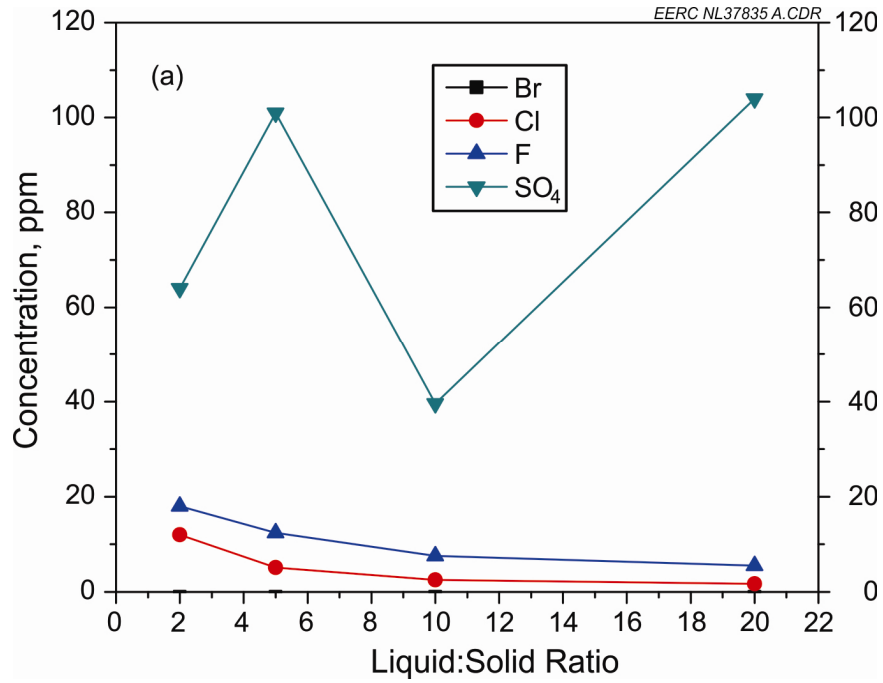 EERC NL37835 A.CDR
(a)
Br
Cl
F
SO₄
Concentration, ppm
120
100
80
60
40
20
0
120
100
80
60
40
20
0
0 2 4 6 8 10 12 14 16 18 20 22
Liquid:Solid Ratio